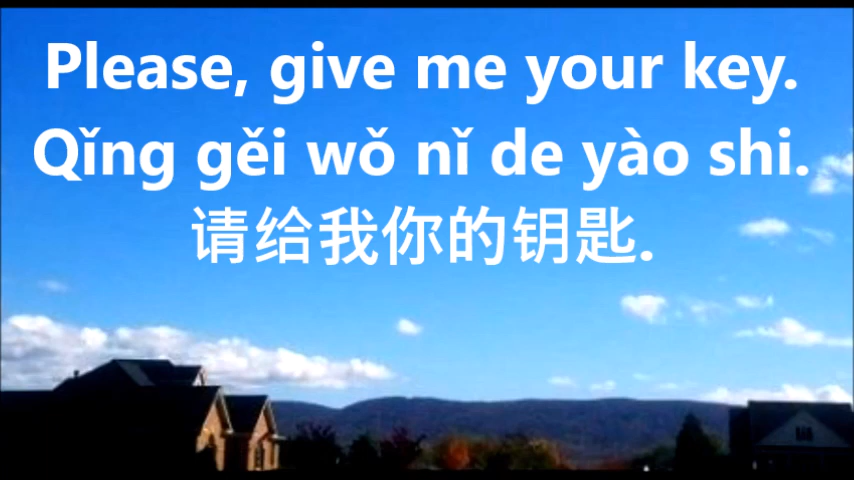 Please, give me your key.
Qǐng gěi wǒ nǐ de yào shi.
请给我你的钥匙.